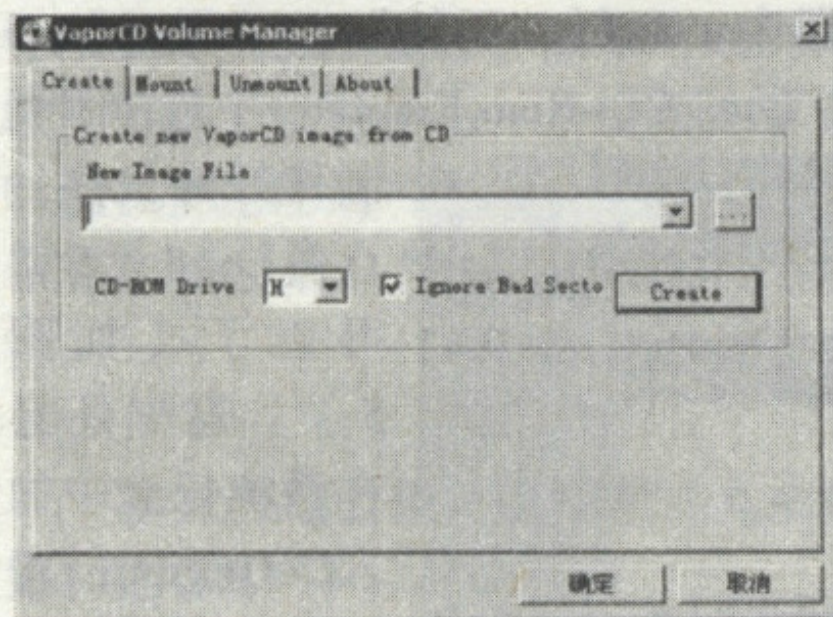 VaporCD Volume Manager
Create Mount Unmount About
Create new VaporCD image from CD
New Image File
...
CD-ROM Drive H Ignore Bad Secto Create
确定 取消